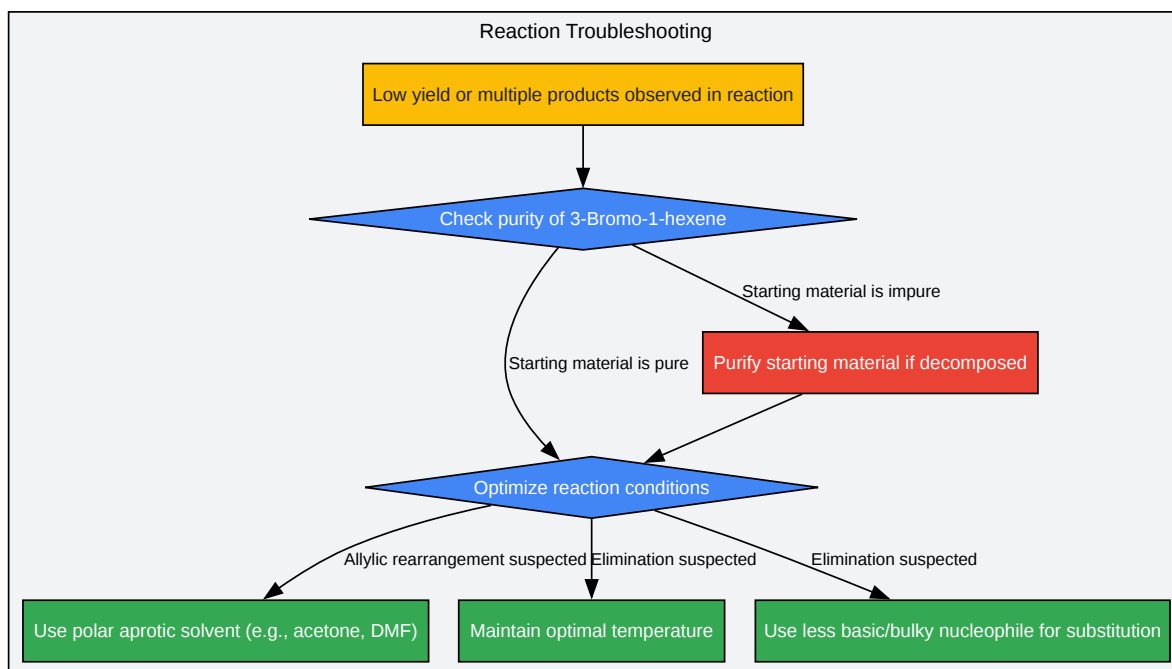 Reaction Troubleshooting
Low yield or multiple products observed in reaction
Check purity of 3-Bromo-1-hexene
Starting material is impure
Starting material is pure
Purify starting material if decomposed
Optimize reaction conditions
Allylic rearrangement suspected
Elimination suspected
Elimination suspected
Use polar aprotic solvent (e.g., acetone, DMF)
Maintain optimal temperature
Use less basic/bulky nucleophile for substitution